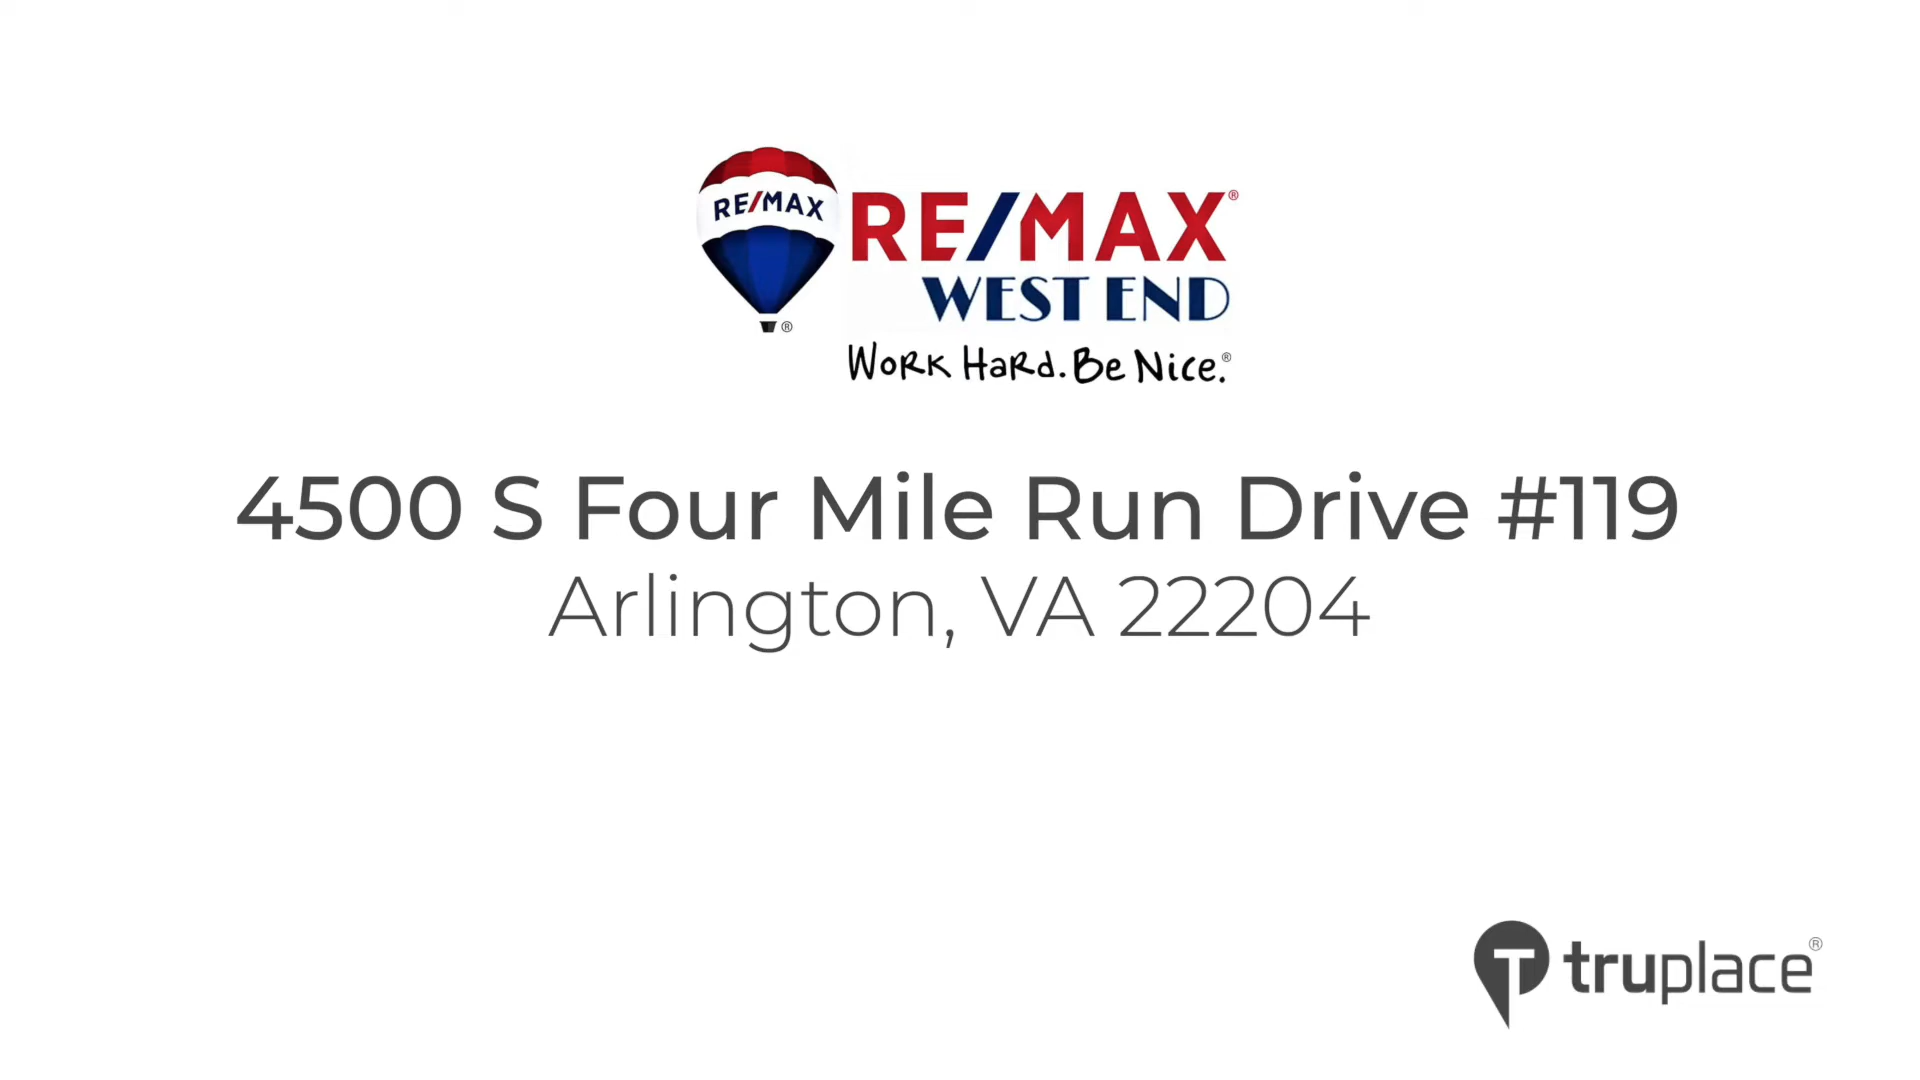 RE/MAX
®
RE/MAX®
WEST END
Work Hard. Be Nice.®
4500 S Four Mile Run Drive #119
Arlington, VA 22204
T truplace®